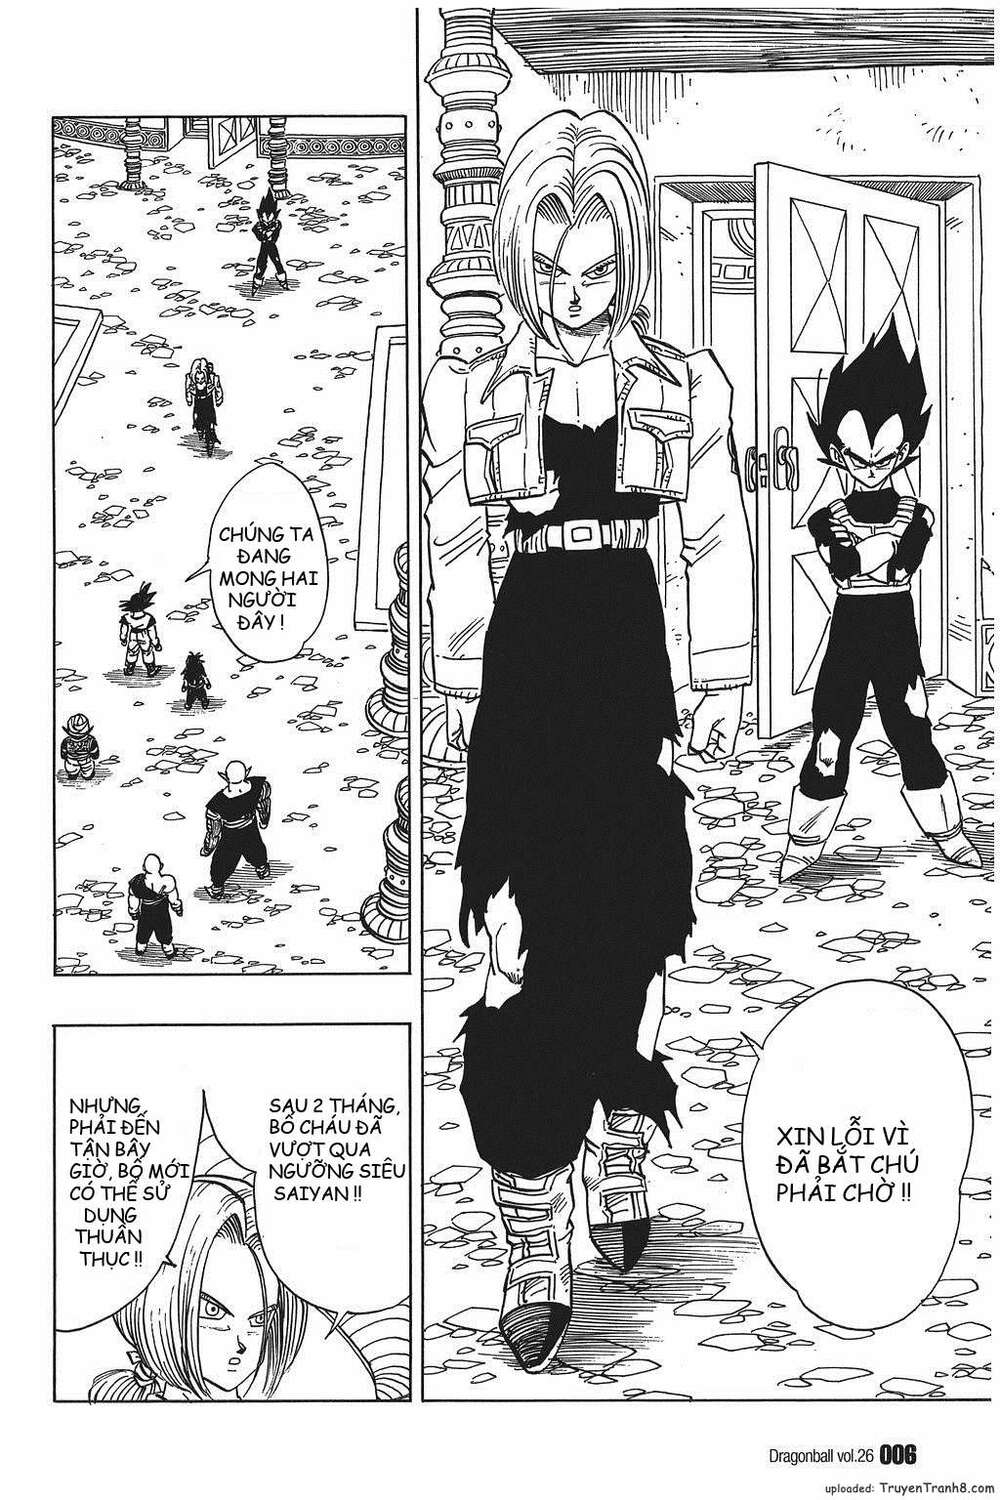 XIN LỖI VÌ
ĐÃ BẮT CHÚ
PHẢI CHỜ !!
CHÚNG TA
ĐANG
MONG HAI
NGƯỜI
ĐÂY !
SAU 2 THÁNG,
BỐ CHÁU ĐÃ
VƯỢT QUA
NGƯỠNG SIÊU
SAIYAN !!
NHƯNG
PHẢI ĐẾN
TẬN BÂY
GIỜ, BỐ MỚI
CÓ THỂ SỬ
DỤNG
THUẦN
THỤC !!
Dragonball vol.26 006
uploaded: TruyenTranh8.com